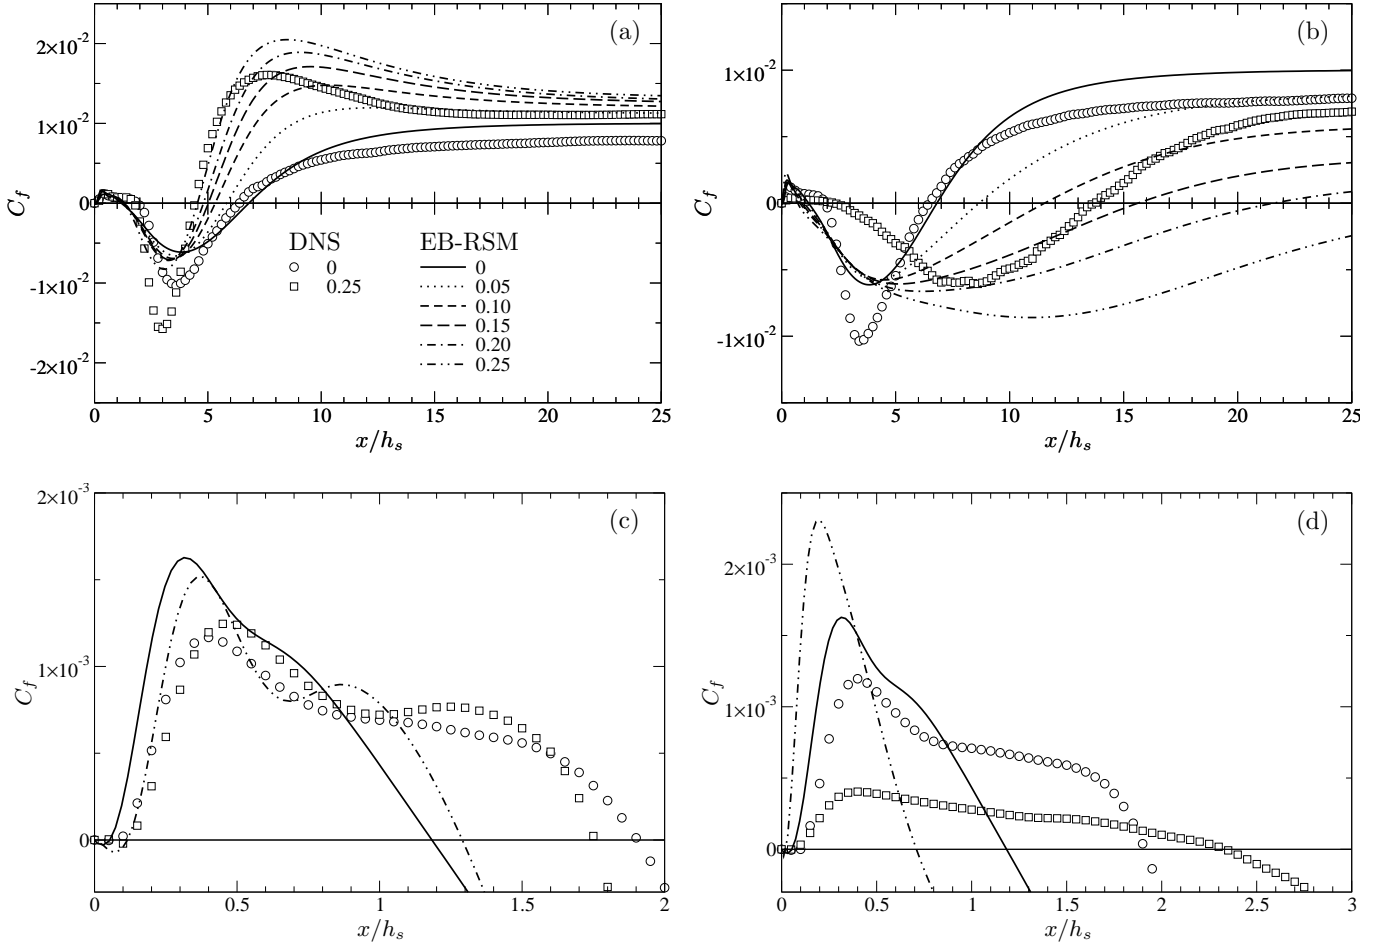 (a)
2×10⁻²
1×10⁻²
0
-1×10⁻²
-2×10⁻²
C_f
DNS
0
0.25
EB-RSM
0
0.05
0.10
0.15
0.20
0.25
0 5 10 15 20 25
x/h_s
(b)
1×10⁻²
0
-1×10⁻²
C_f
0 5 10 15 20 25
x/h_s
(c)
2×10⁻³
1×10⁻³
0
C_f
0 0.5 1 1.5 2
x/h_s
(d)
2×10⁻³
1×10⁻³
0
C_f
0 0.5 1 1.5 2 2.5 3
x/h_s